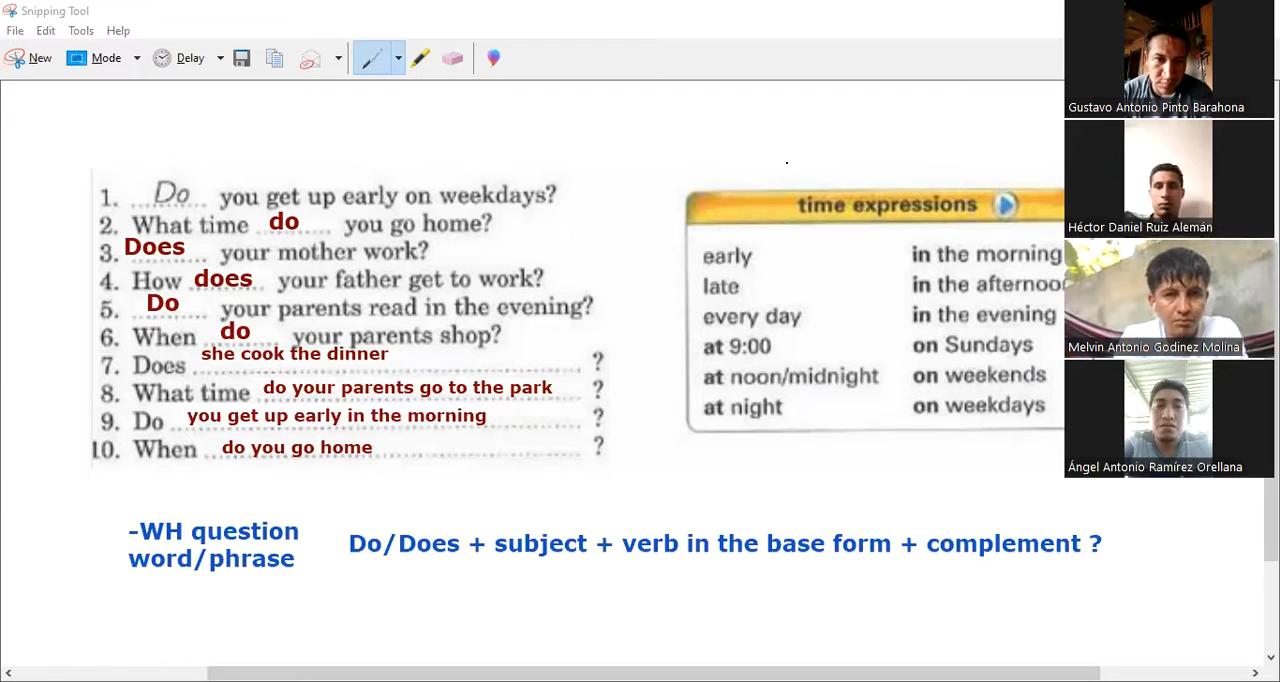 Snipping Tool
File Edit Tools Help
New Mode Delay
1. Do you get up early on weekdays?
2. What time do you go home?
3. Does your mother work?
4. How does your father get to work?
5. Do your parents read in the evening?
6. When do your parents shop?
7. Does she cook the dinner ?
8. What time do your parents go to the park ?
9. Do you get up early in the morning ?
10. When do you go home ?
time expressions
early in the morning
late in the afternoo
every day in the evening
at 9:00 on Sundays
at noon/midnight on weekends
at night on weekdays
-WH question
word/phrase
Do/Does + subject + verb in the base form + complement ?
Gustavo Antonio Pinto Barahona
Héctor Daniel Ruiz Alemán
Melvin Antonio Godinez Molina
Ángel Antonio Ramírez Orellana